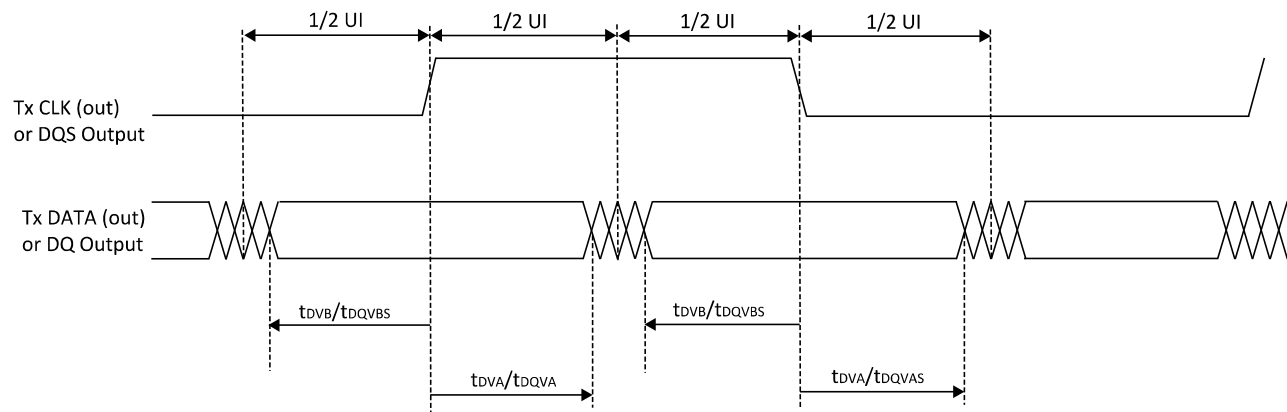 1/2 UI 1/2 UI 1/2 UI 1/2 UI
Tx CLK (out)
or DQS Output
Tx DATA (out)
or DQ Output
tDVB/tDQVBS tDVB/tDQVBS
tDVA/tDQVA tDVA/tDQVAS